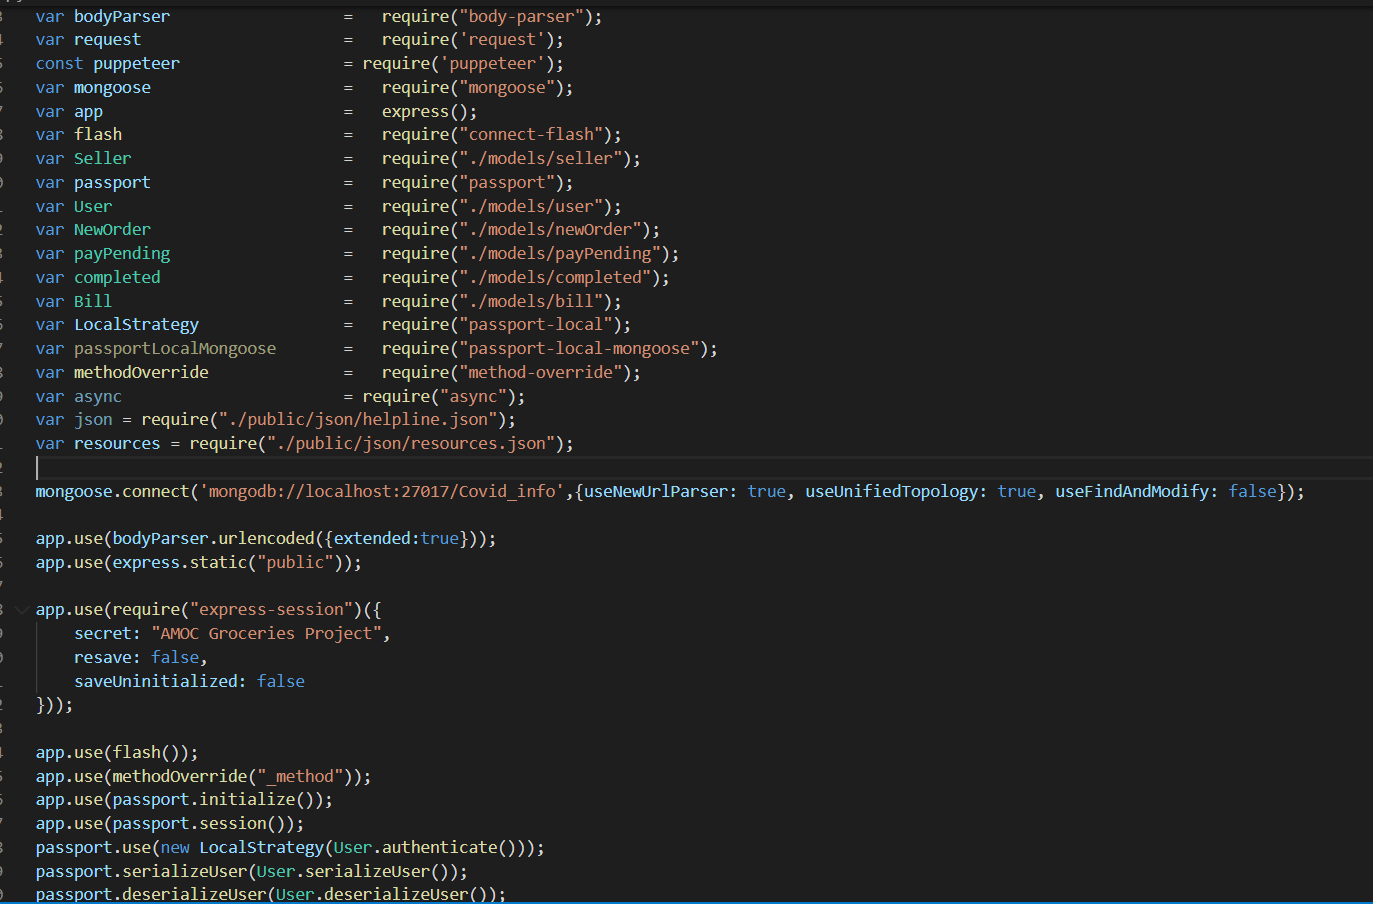 var bodyParser = require("body-parser");
var request = require('request');
const puppeteer = require('puppeteer');
var mongoose = require("mongoose");
var app = express();
var flash = require("connect-flash");
var Seller = require("./models/seller");
var passport = require("passport");
var User = require("./models/user");
var NewOrder = require("./models/newOrder");
var payPending = require("./models/payPending");
var completed = require("./models/completed");
var Bill = require("./models/bill");
var LocalStrategy = require("passport-local");
var passportLocalMongoose = require("passport-local-mongoose");
var methodOverride = require("method-override");
var async = require("async");
var json = require("./public/json/helpline.json");
var resources = require("./public/json/resources.json");
mongoose.connect('mongodb://localhost:27017/Covid_info',{useNewUrlParser: true, useUnifiedTopology: true, useFindAndModify: false});
app.use(bodyParser.urlencoded({extended:true}));
app.use(express.static("public"));
app.use(require("express-session")({
secret: "AMOC Groceries Project",
resave: false,
saveUninitialized: false
}));
app.use(flash());
app.use(methodOverride("_method"));
app.use(passport.initialize());
app.use(passport.session());
passport.use(new LocalStrategy(User.authenticate()));
passport.serializeUser(User.serializeUser());
passport.deserializeUser(User.deserializeUser());